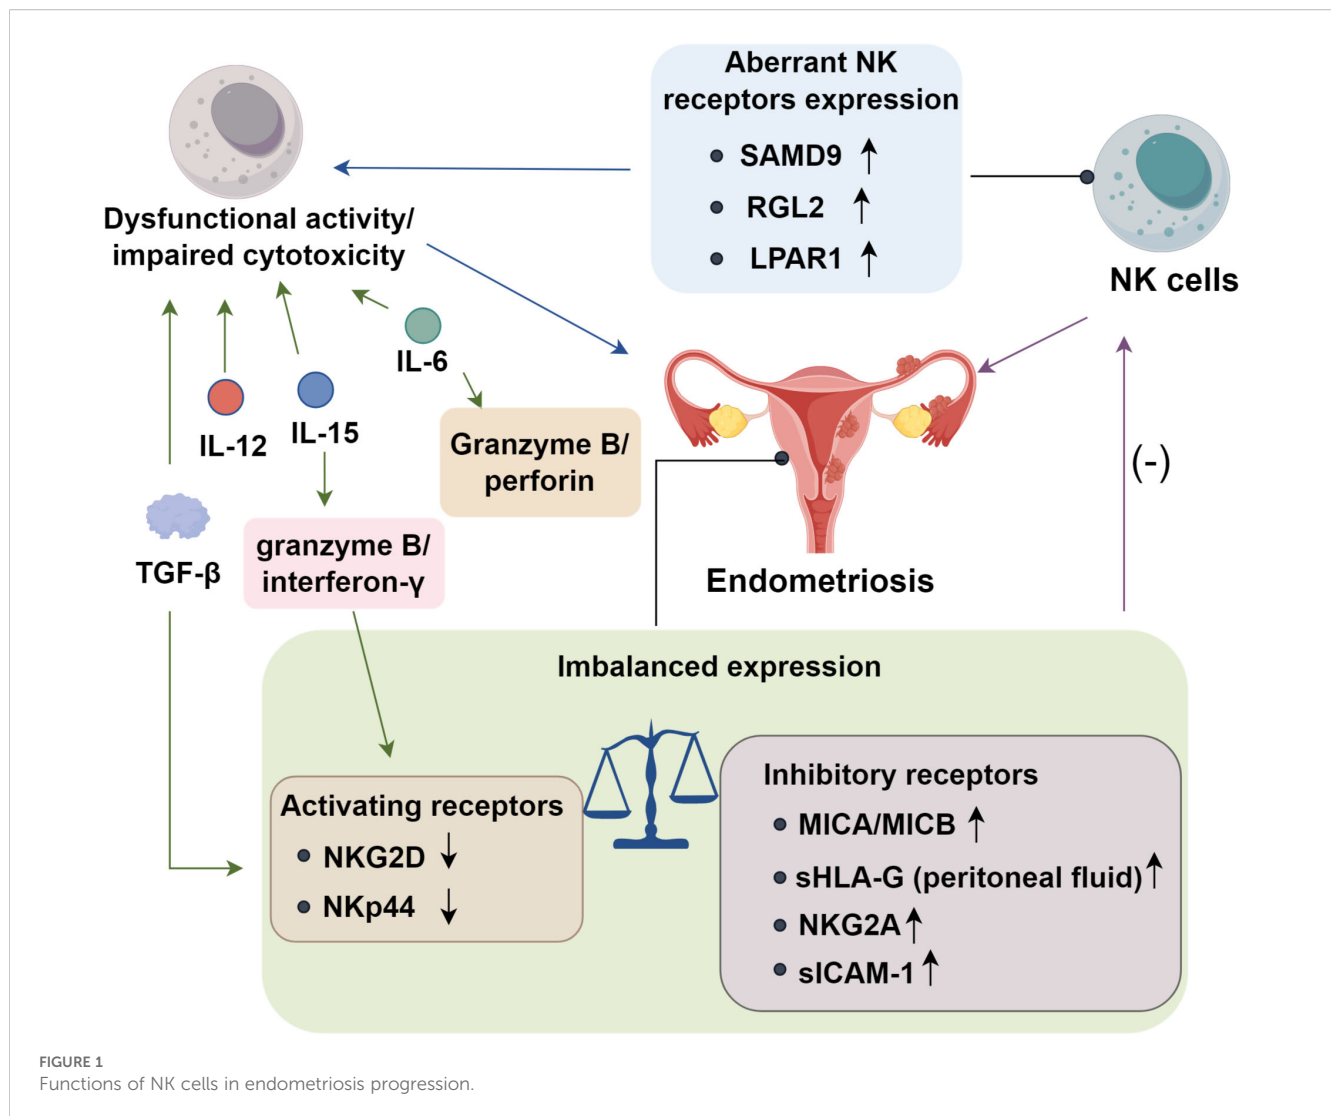 Aberrant NK
receptors expression
SAMD9 ↑
RGL2 ↑
LPAR1 ↑
Dysfunctional activity/
impaired cytotoxicity
NK cells
IL-6
IL-12
IL-15
Granzyme B/
perforin
(-)
TGF-β
granzyme B/
interferon-γ
Endometriosis
Imbalanced expression
Activating receptors
NKG2D ↓
NKp44 ↓
Inhibitory receptors
MICA/MICB ↑
sHLA-G (peritoneal fluid) ↑
NKG2A ↑
sICAM-1 ↑
FIGURE 1
Functions of NK cells in endometriosis progression.